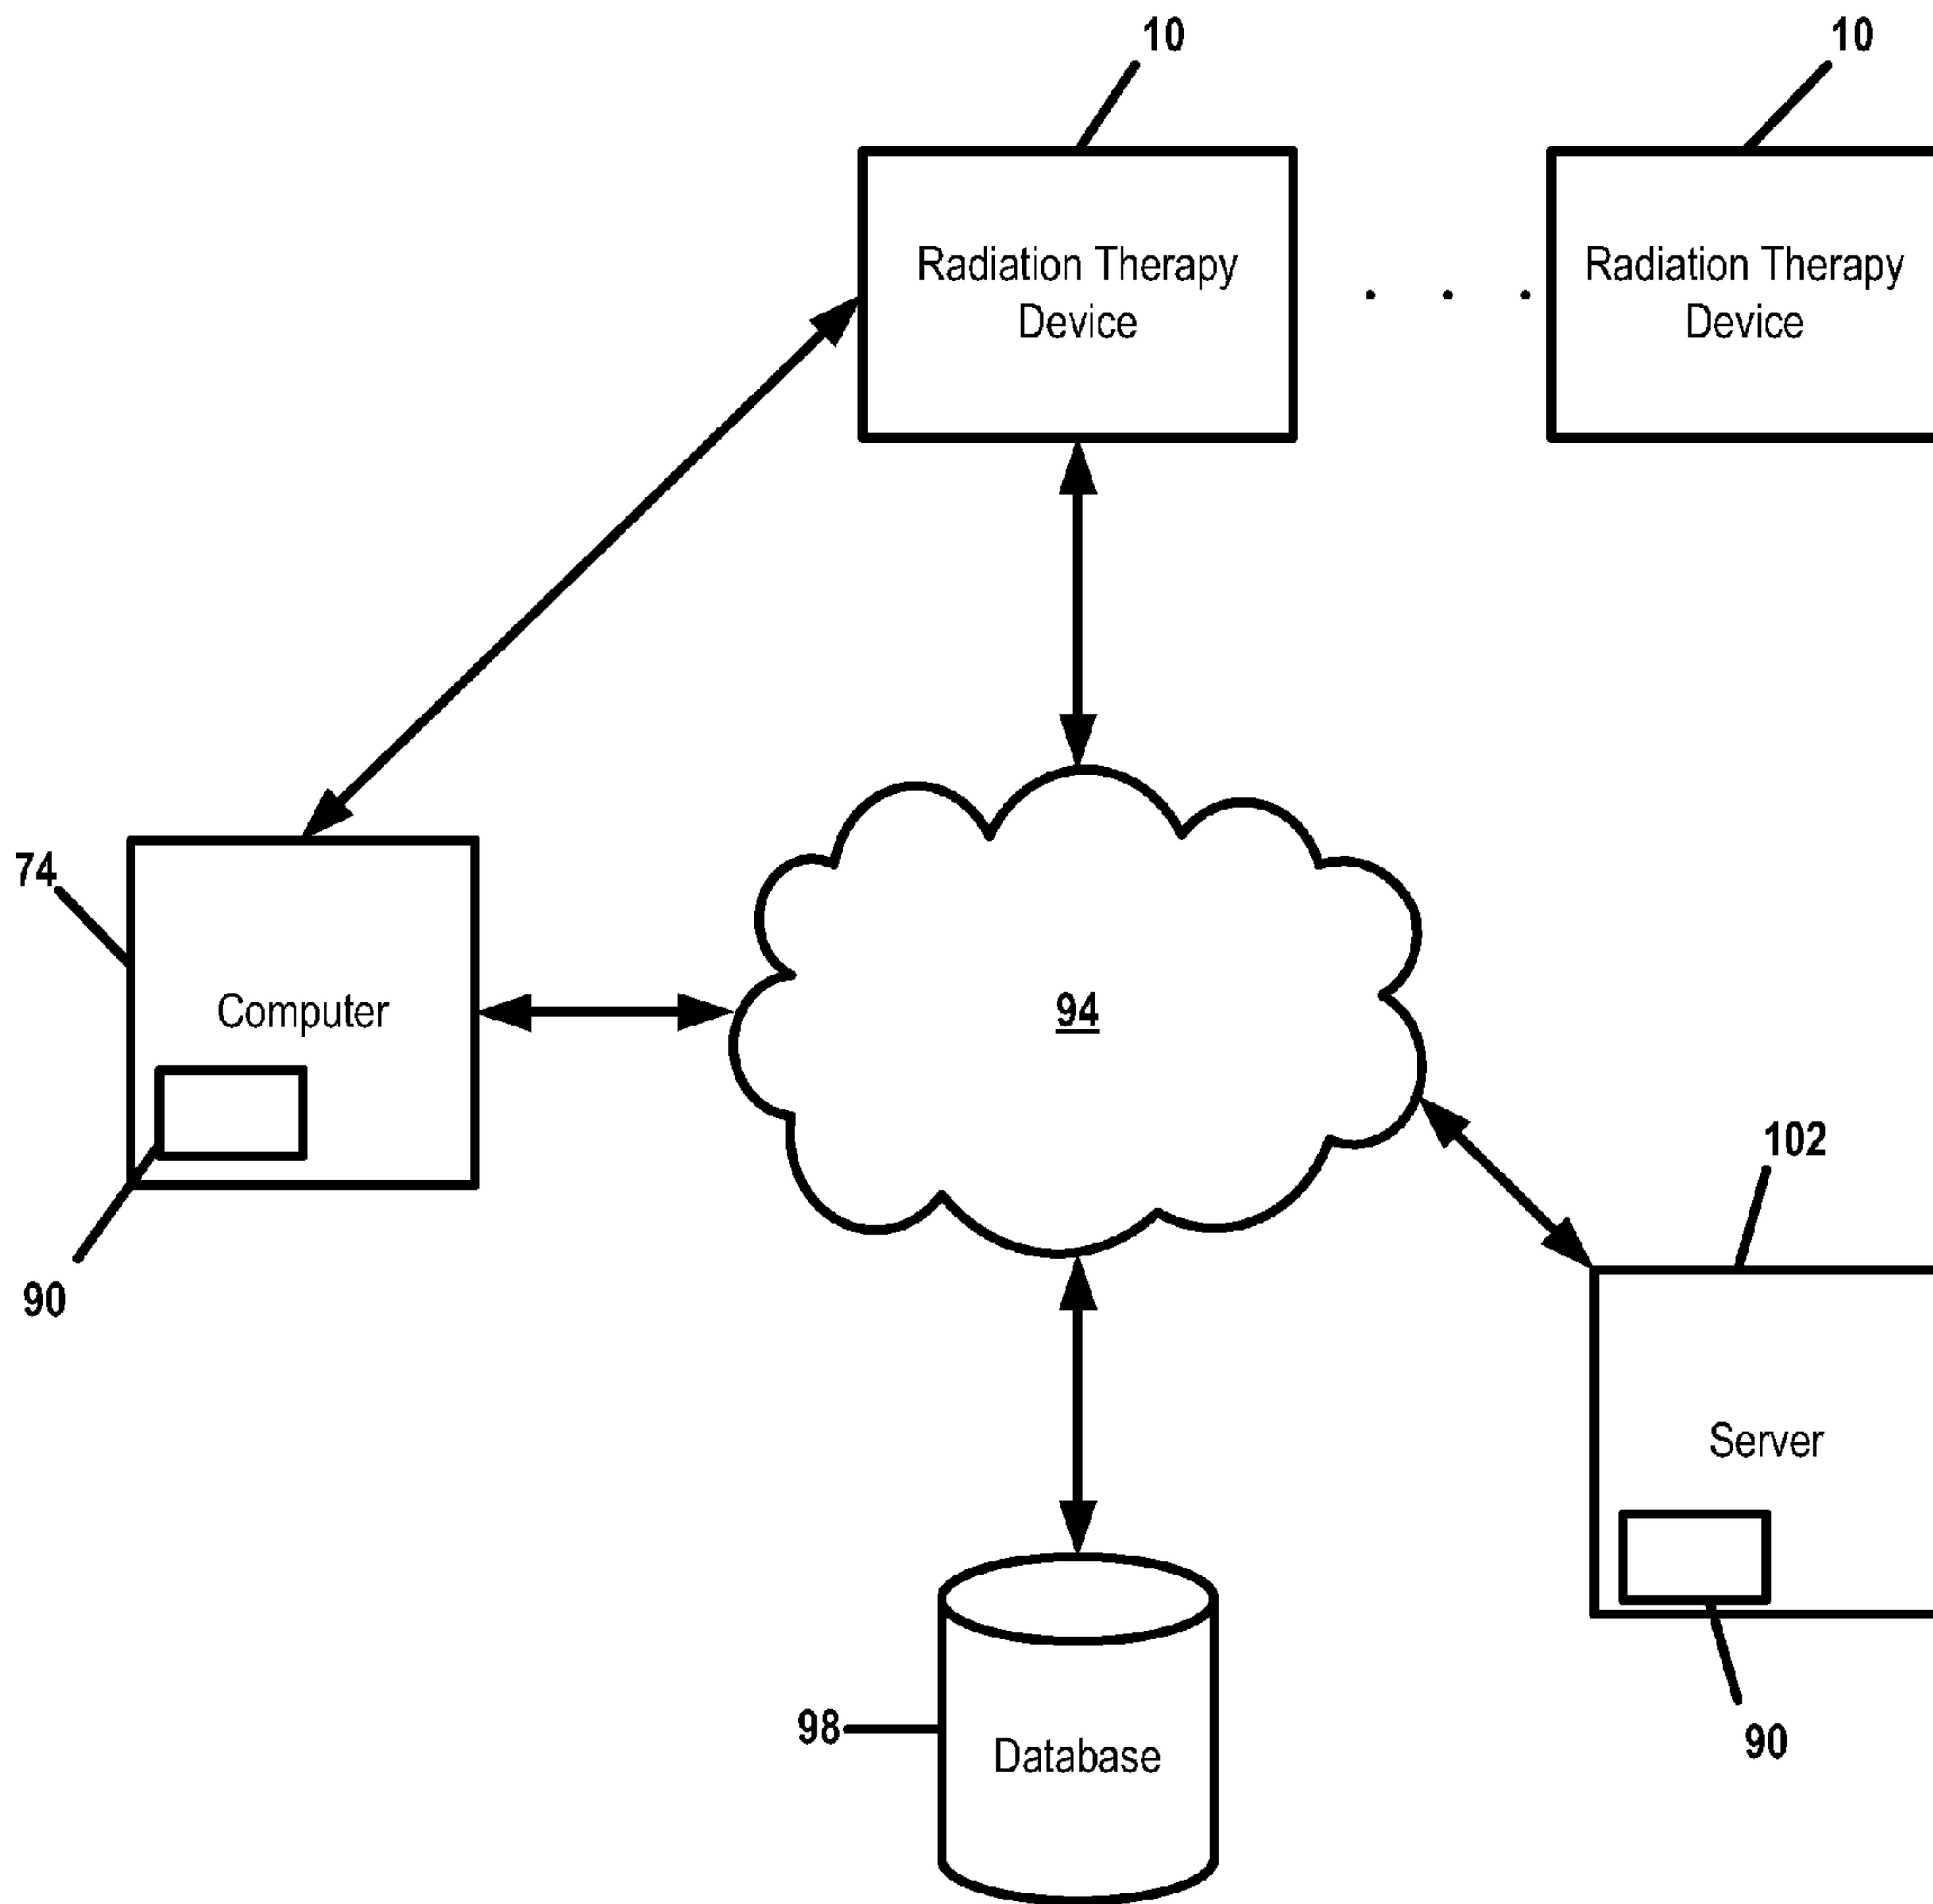 10
10
Radiation Therapy
Device
. . .
Radiation Therapy
Device
74
Computer
94
90
102
Server
98
Database
90